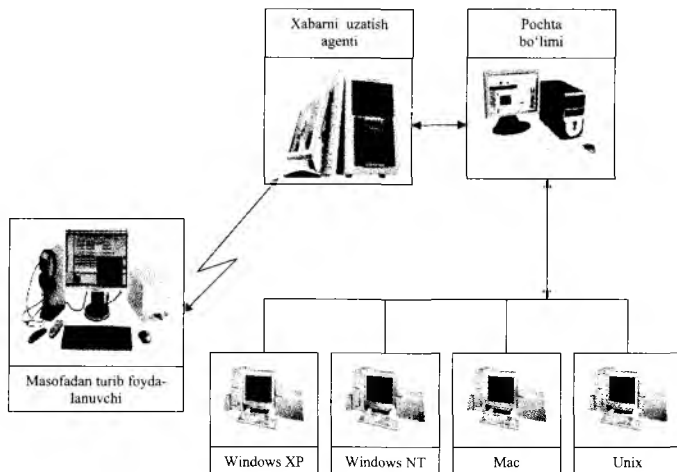 Xabarni uzatish
agenti
Pochta
bo‘limi
Masofadan turib foyda-
lanuvchi
Windows XP
Windows NT
Mac
Unix